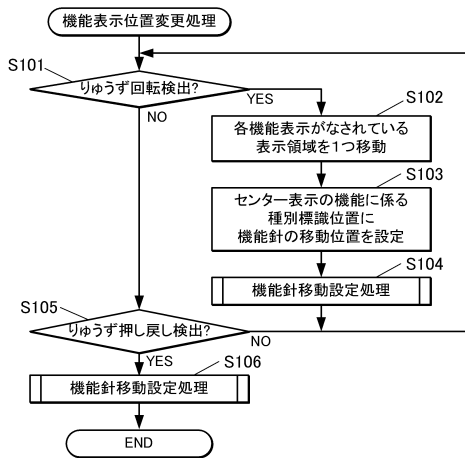 機能表示位置変更処理
S101
りゅうず回転検出?
YES
NO
S102
各機能表示がなされている
表示領域を1つ移動
S103
センター表示の機能に係る
種別標識位置に
機能針の移動位置を設定
S104
機能針移動設定処理
S105
りゅうず押し戻し検出?
NO
YES
S106
機能針移動設定処理
END